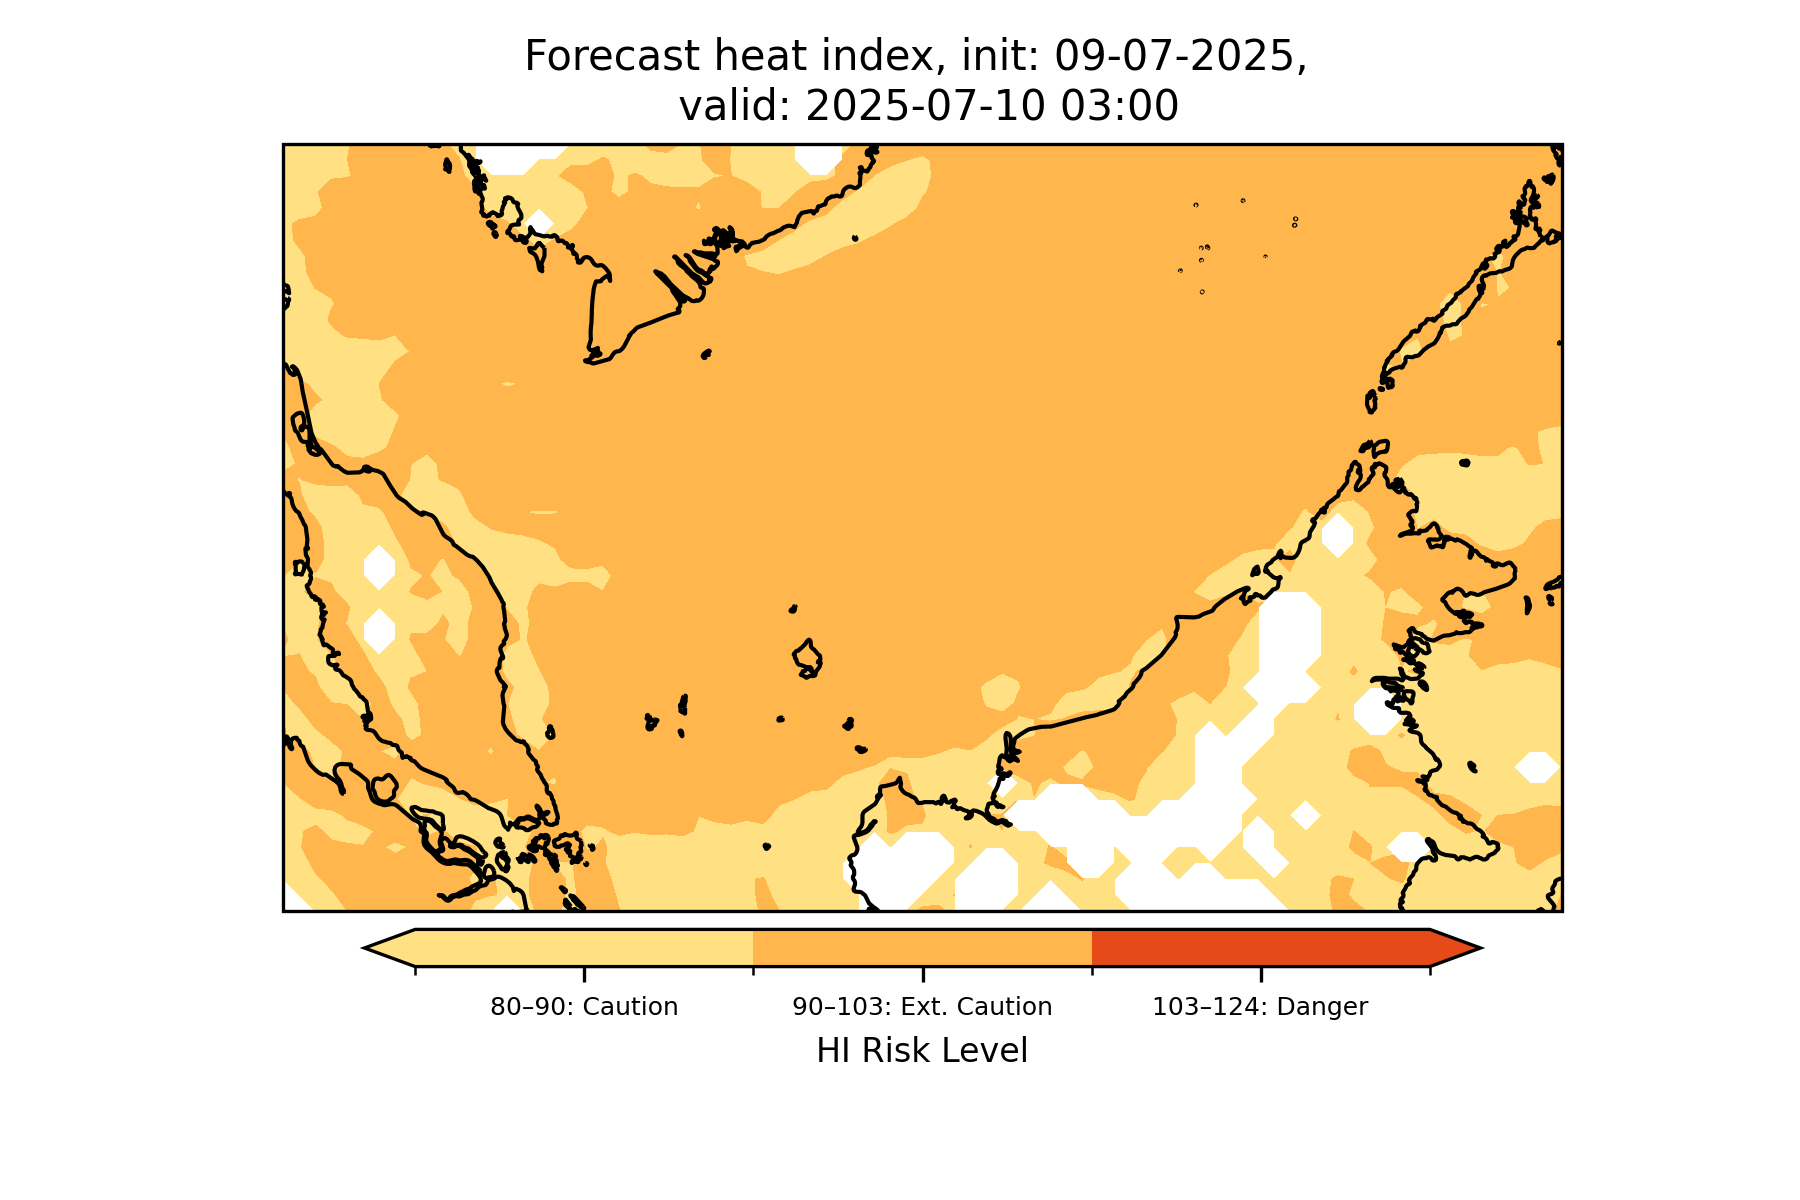 Forecast heat index, init: 09-07-2025,
valid: 2025-07-10 03:00
80–90: Caution
90–103: Ext. Caution
103–124: Danger
HI Risk Level